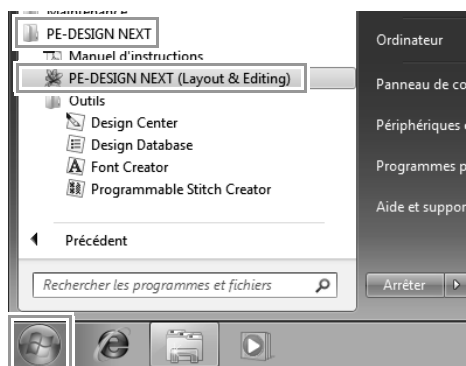 Maintenance
PE-DESIGN NEXT
Manuel d'instructions
PE-DESIGN NEXT (Layout & Editing)
Outils
Design Center
Design Database
Font Creator
Programmable Stitch Creator
Précédent
Rechercher les programmes et fichiers
Ordinateur
Panneau de co
Périphériques
Programmes p
Aide et suppor
Arrêter